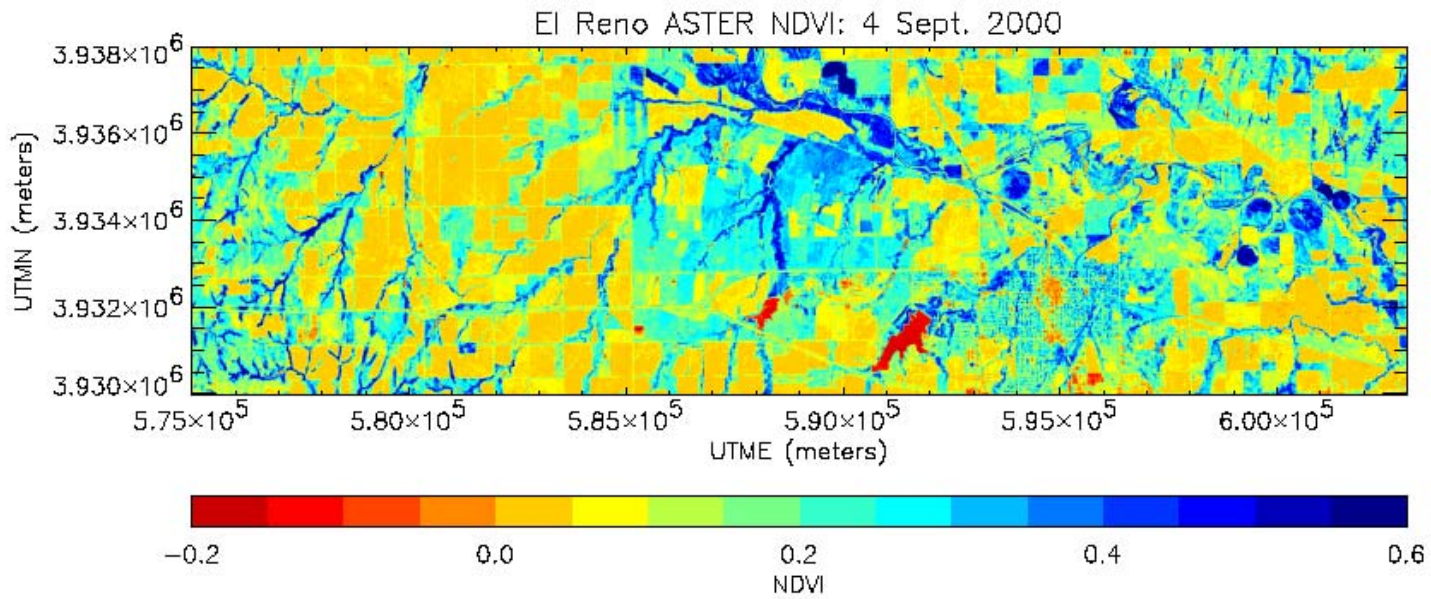 El Reno ASTER NDVI: 4 Sept. 2000
3.938×10⁶
3.936×10⁶
3.934×10⁶
3.932×10⁶
3.930×10⁶
UTMN (meters)
5.75×10⁵ 5.80×10⁵ 5.85×10⁵ 5.90×10⁵ 5.95×10⁵ 6.00×10⁵
UTME (meters)
−0.2 0.0 0.2 0.4 0.6
NDVI